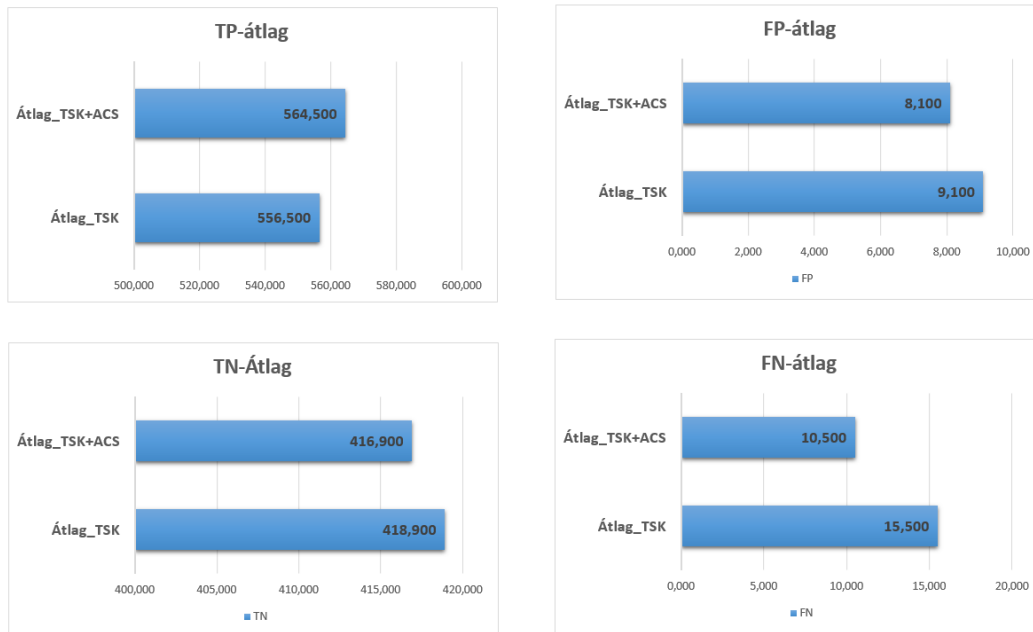 TP-átlag
Átlag_TSK+ACS
564,500
Átlag_TSK
556,500
500,000 520,000 540,000 560,000 580,000 600,000
FP-átlag
Átlag_TSK+ACS
8,100
Átlag_TSK
9,100
0,000 2,000 4,000 6,000 8,000 10,000
FP
TN-Átlag
Átlag_TSK+ACS
416,900
Átlag_TSK
418,900
400,000 405,000 410,000 415,000 420,000
TN
FN-átlag
Átlag_TSK+ACS
10,500
Átlag_TSK
15,500
0,000 5,000 10,000 15,000 20,000
FN